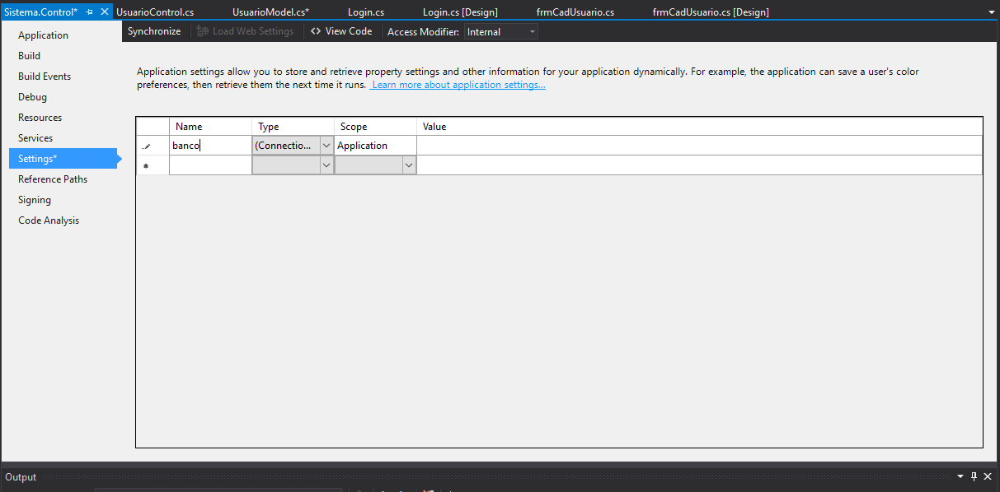 Sistema.Control* UsuarioControl.cs UsuarioModel.cs* Login.cs Login.cs [Design] frmCadUsuario.cs frmCadUsuario.cs [Design]
Application
Build
Build Events
Debug
Resources
Services
Settings*
Reference Paths
Signing
Code Analysis
Synchronize Load Web Settings View Code Access Modifier: Internal
Application settings allow you to store and retrieve property settings and other information for your application dynamically. For example, the application can save a user's color
preferences, then retrieve them the next time it runs. Learn more about application settings...
Name Type Scope Value
banco (Connectio... Application
Output